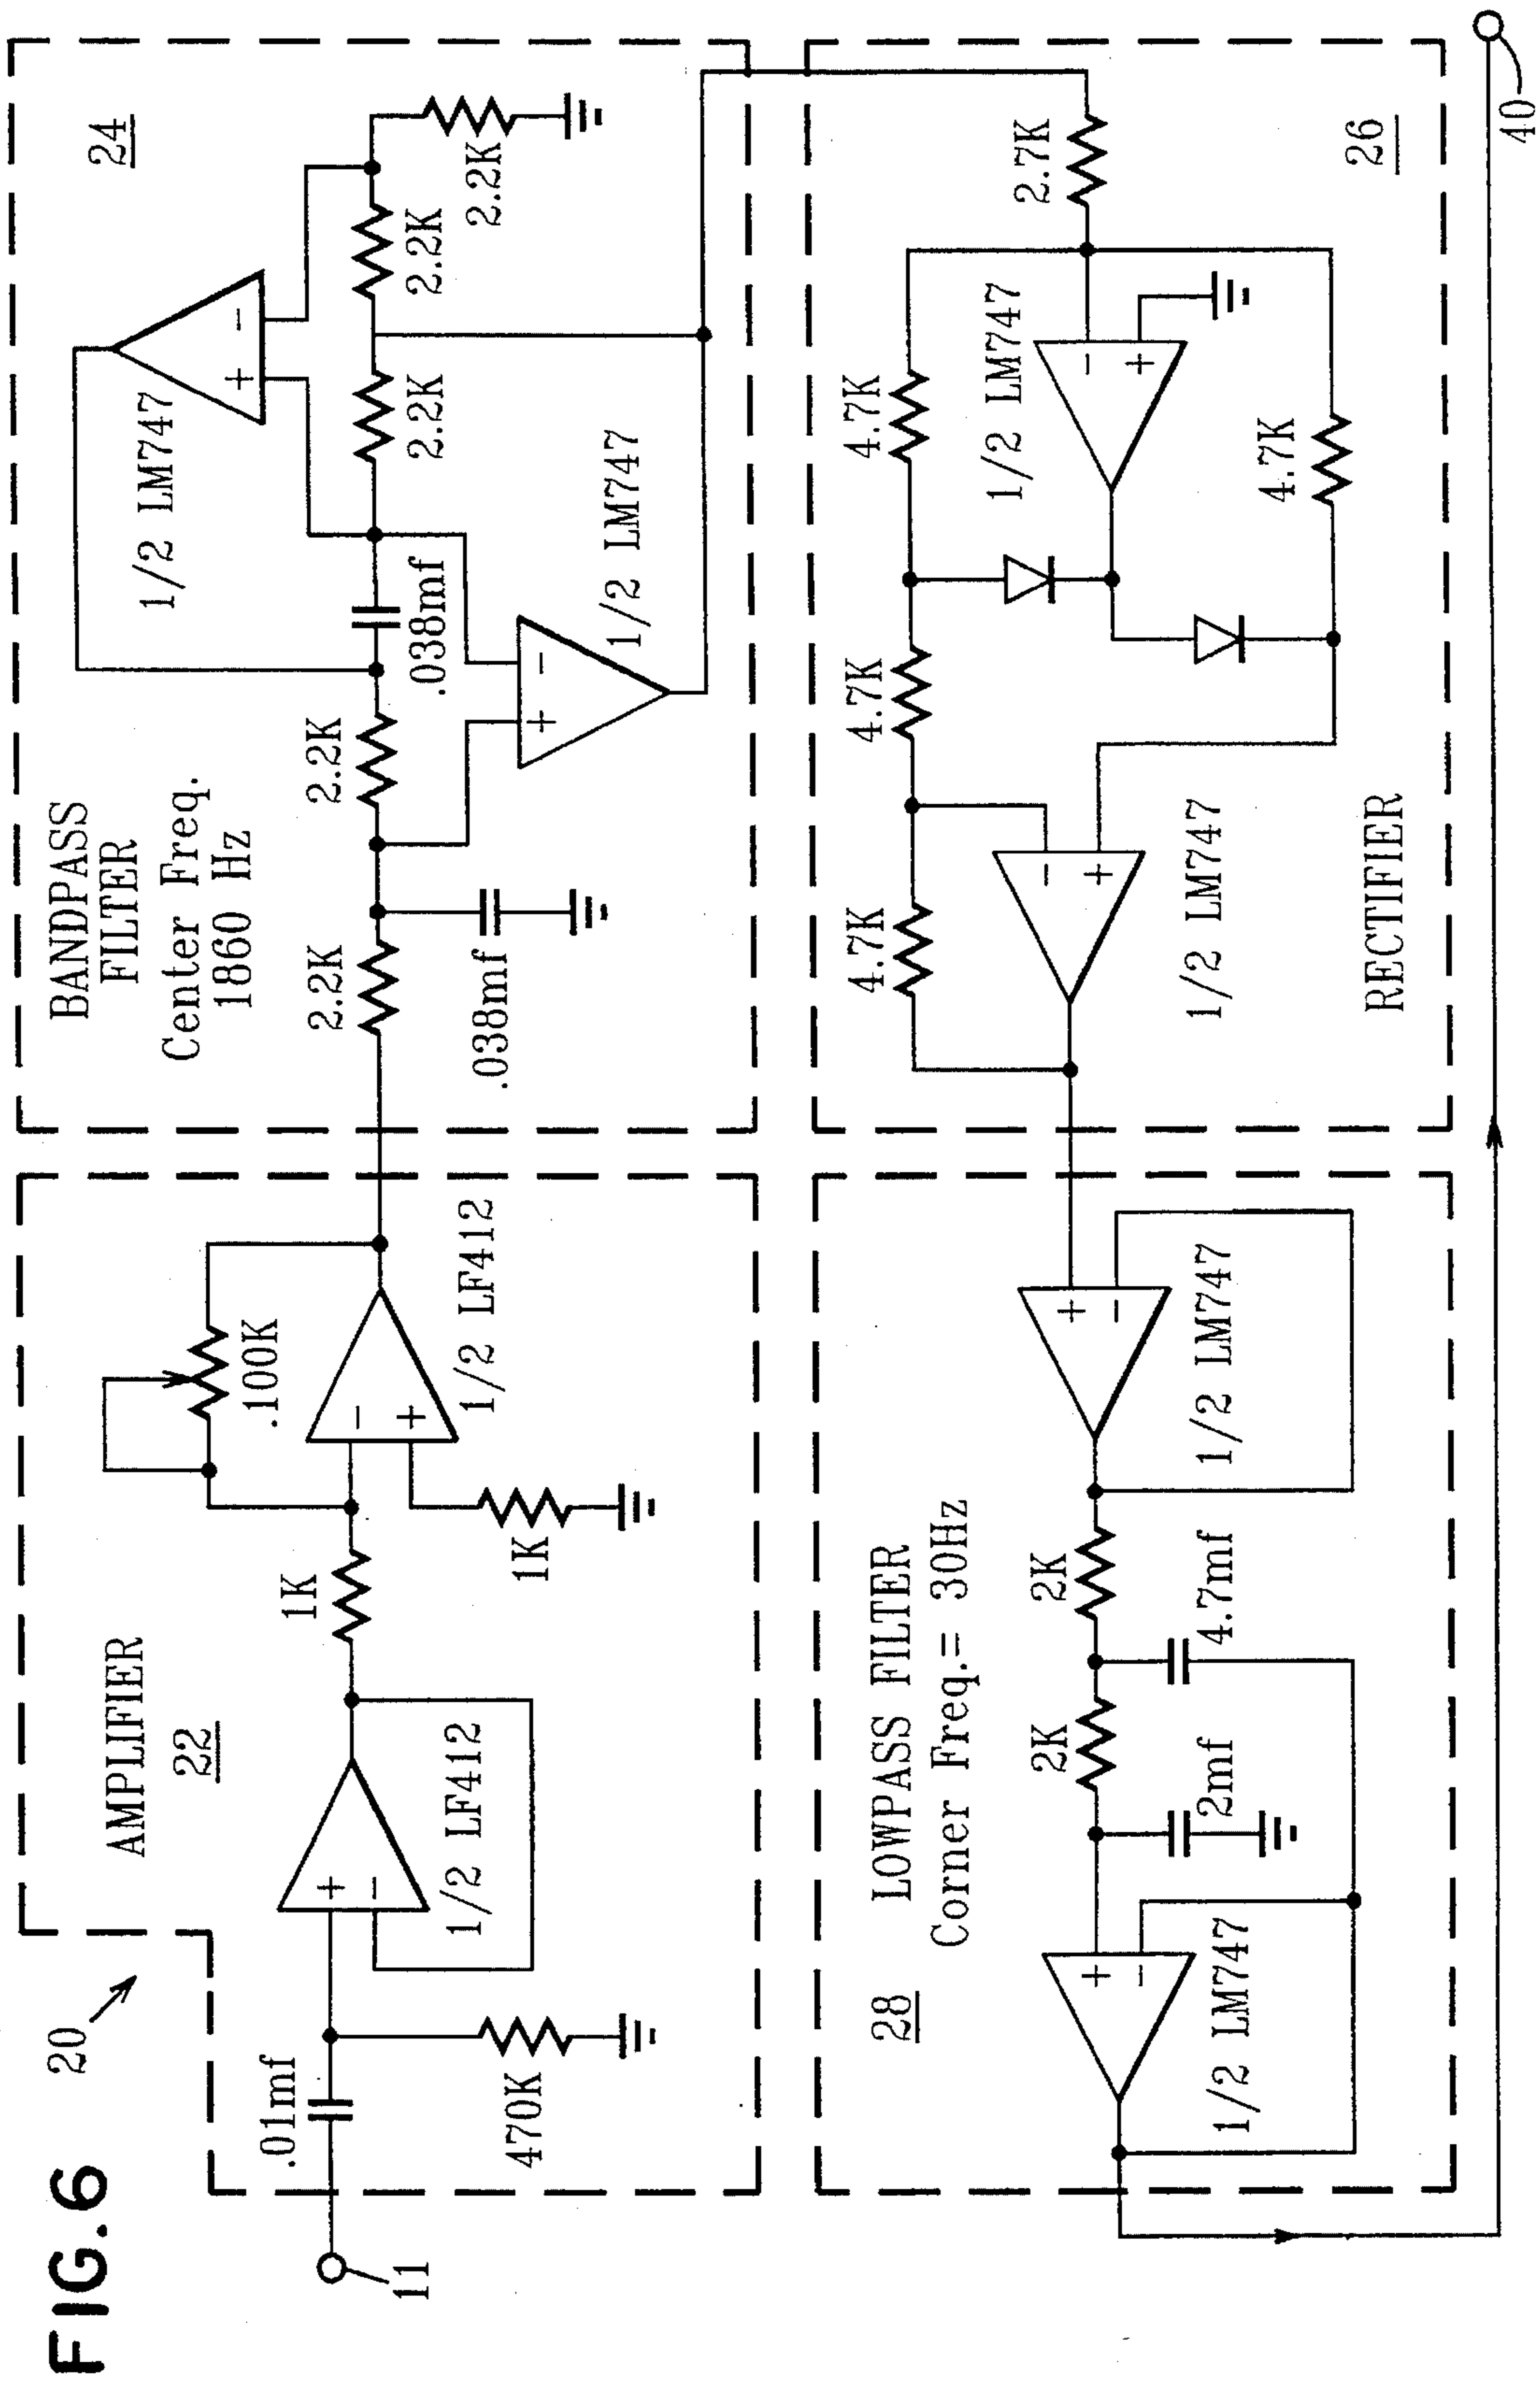 FIG.6
20
AMPLIFIER
22
11
.01mf
470K
1/2 LF412
1K
1K
.100K
1/2 LF412
BANDPASS
FILTER
Center Freq.
1860 Hz
24
2.2K
.038mf
2.2K
.038mf
1/2 LM747
2.2K
2.2K
2.2K
1/2 LM747
2.7K
26
4.7K
1/2 LM747
4.7K
4.7K
4.7K
1/2 LM747
RECTIFIER
LOWPASS FILTER
Corner Freq.= 30Hz
28
1/2 LM747
2K
4.7mf
2K
2mf
1/2 LM747
40
+
-
+
-
+
-
+
-
+
-
+
-
+
-
+
-